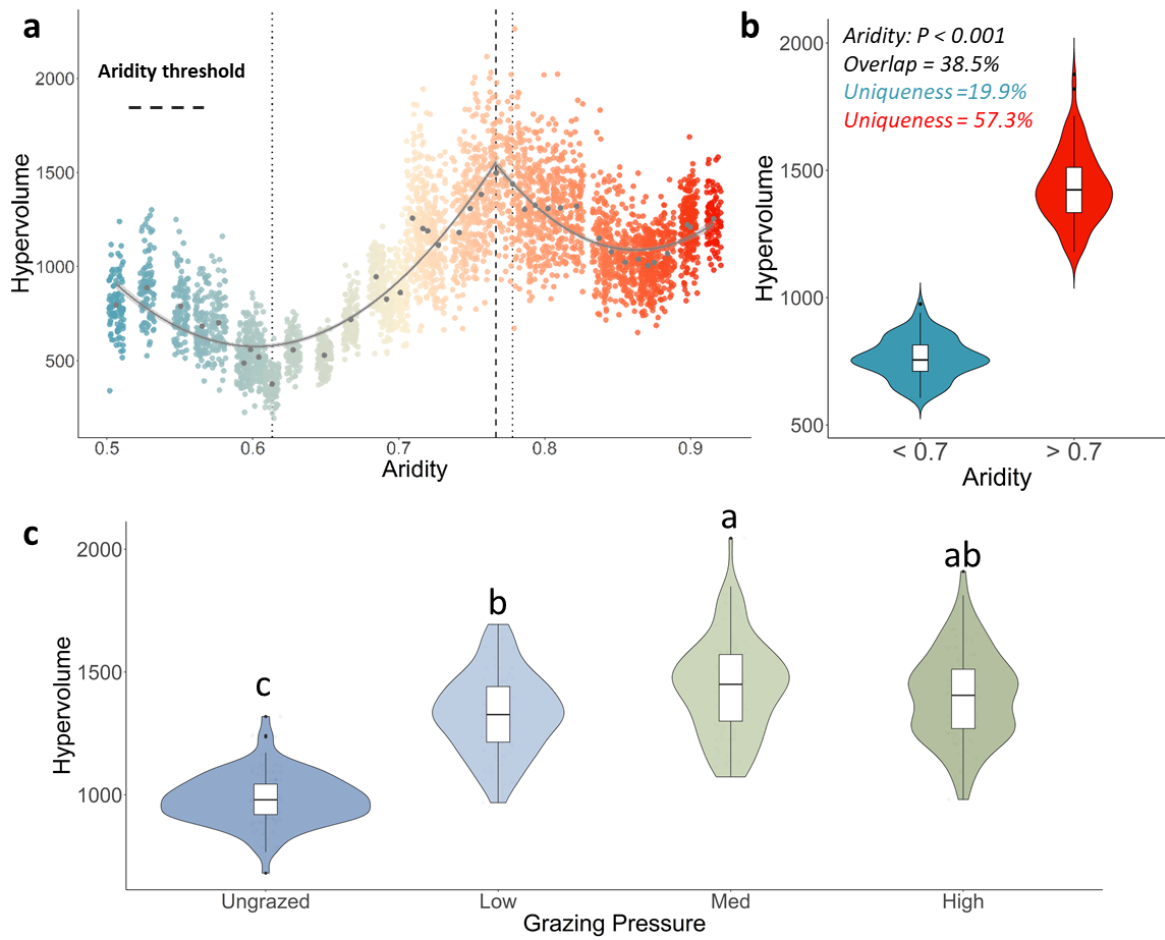 a
Aridity threshold
Hypervolume
2000
1500
1000
500
0.5 0.6 0.7 0.8 0.9
Aridity
b
Aridity: P < 0.001
Overlap = 38.5%
Uniqueness =19.9%
Uniqueness = 57.3%
Hypervolume
2000
1500
1000
500
< 0.7 > 0.7
Aridity
c
Hypervolume
2000
1500
1000
c b a ab
Ungrazed Low Med High
Grazing Pressure